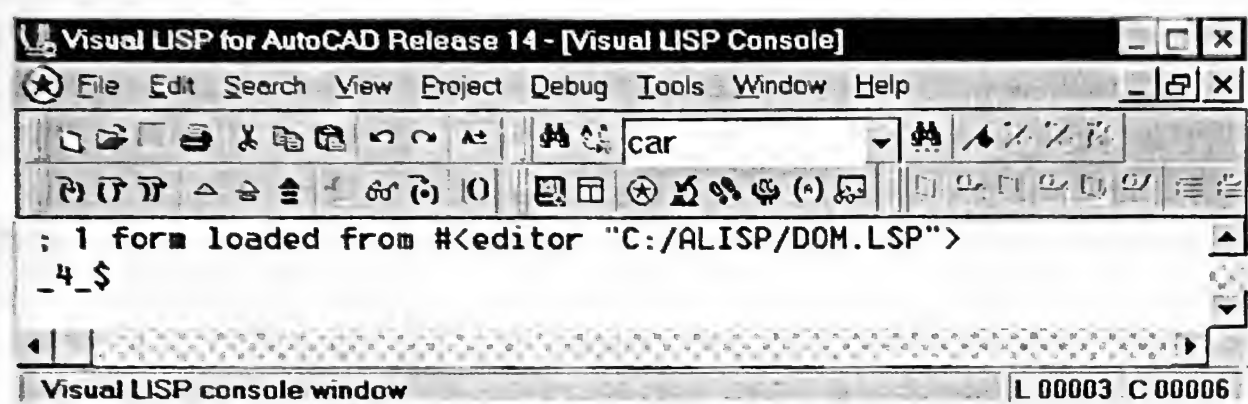 Visual LISP for AutoCAD Release 14 - [Visual LISP Console]
File Edit Search View Project Debug Tools Window Help
car
; 1 form loaded from #<editor "C:/ALISP/DOM.LSP">
_4_$
Visual LISP console window L 00003 C 00006